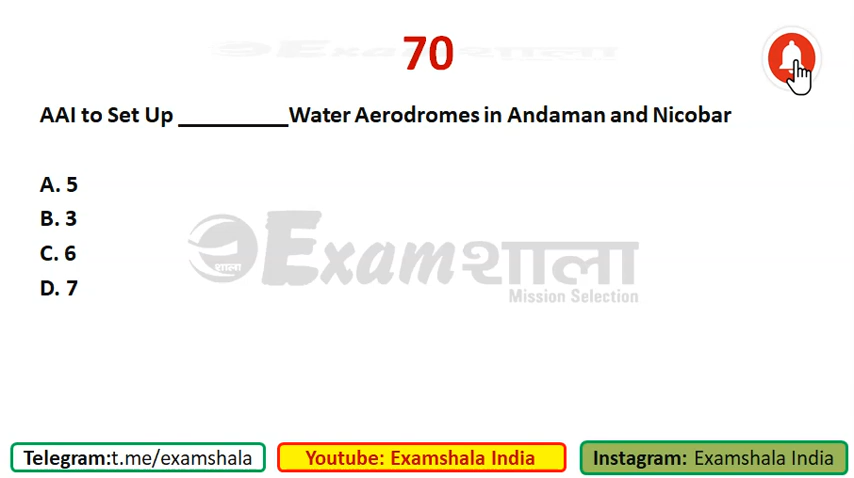 70
AAI to Set Up __________Water Aerodromes in Andaman and Nicobar
A. 5
B. 3
C. 6
D. 7
शाला Examशाला
Mission Selection
Telegram:t.me/examshala
Youtube: Examshala India
Instagram: Examshala India